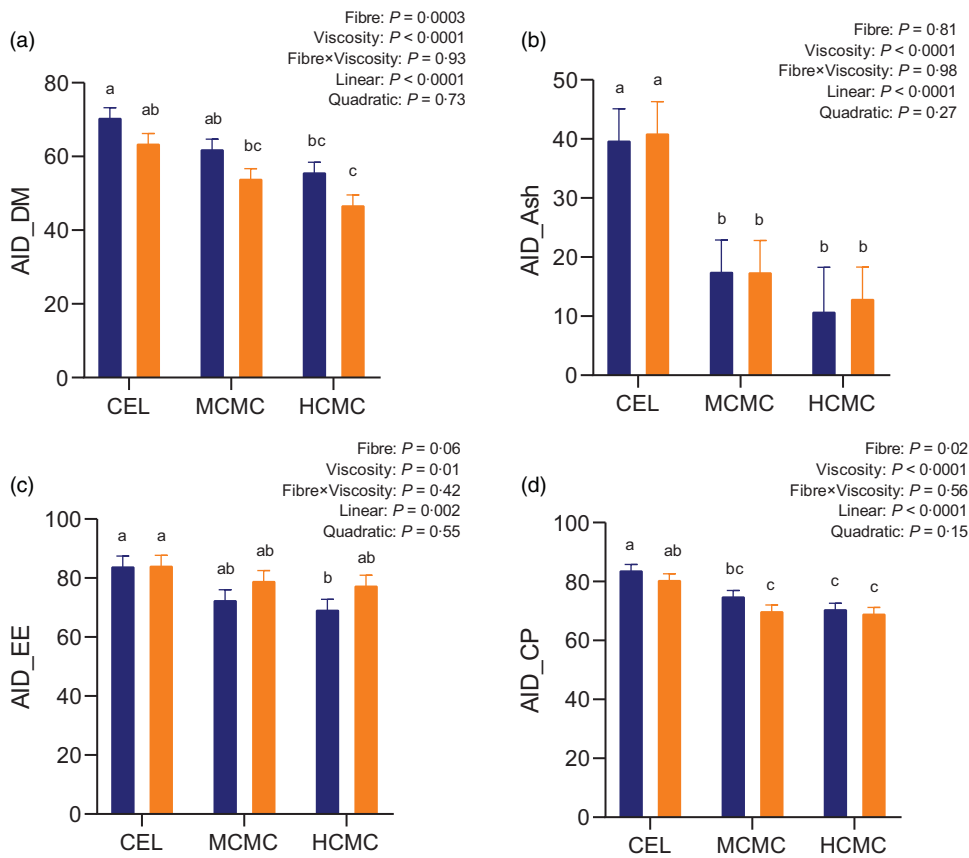 (a)
Fibre: P = 0·0003
Viscosity: P < 0·0001
Fibre×Viscosity: P = 0·93
Linear: P < 0·0001
Quadratic: P = 0·73
AID_DM
80
60
40
20
0
a ab ab bc bc c
CEL MCMC HCMC
(b)
Fibre: P = 0·81
Viscosity: P < 0·0001
Fibre×Viscosity: P = 0·98
Linear: P < 0·0001
Quadratic: P = 0·27
AID_Ash
50
40
30
20
10
0
a a b b b b
CEL MCMC HCMC
(c)
Fibre: P = 0·06
Viscosity: P = 0·01
Fibre×Viscosity: P = 0·42
Linear: P = 0·002
Quadratic: P = 0·55
AID_EE
100
80
60
40
20
0
a a ab ab b ab
CEL MCMC HCMC
(d)
Fibre: P = 0·02
Viscosity: P < 0·0001
Fibre×Viscosity: P = 0·56
Linear: P < 0·0001
Quadratic: P = 0·15
AID_CP
100
80
60
40
20
0
a ab bc c c c
CEL MCMC HCMC